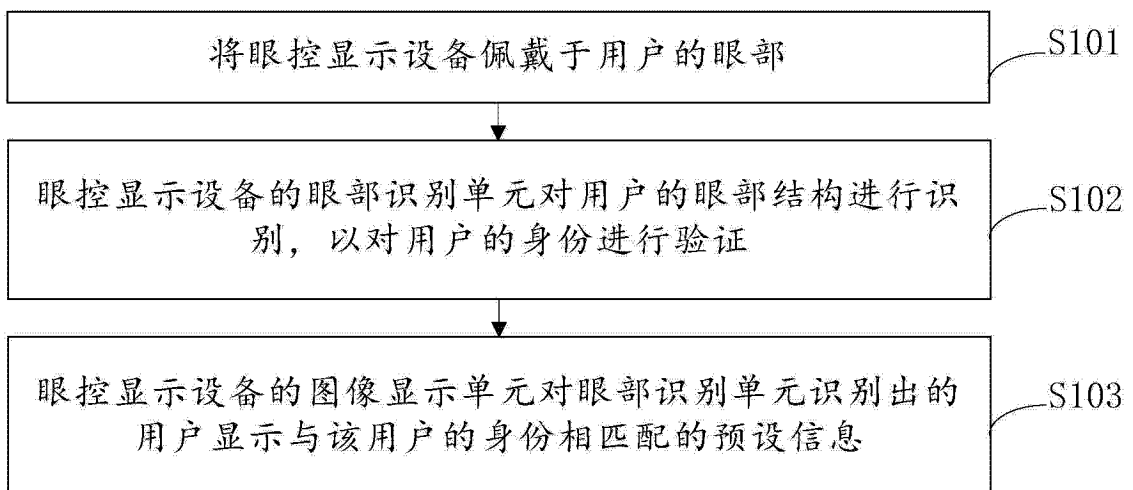 将眼控显示设备佩戴于用户的眼部
S101
眼控显示设备的眼部识别单元对用户的眼部结构进行识
别，以对用户的身份进行验证
S102
眼控显示设备的图像显示单元对眼部识别单元识别出的
用户显示与该用户的身份相匹配的预设信息
S103